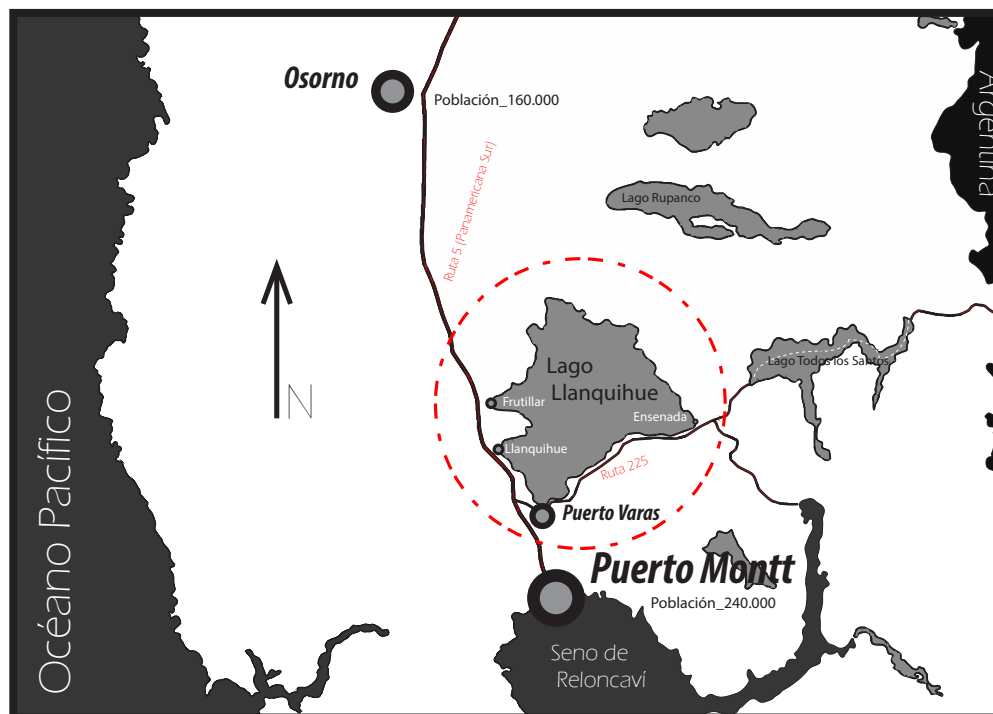 Osorno
Población_160.000
Argentina
Lago Rupanco
Ruta 5 (Panamericana Sur)
N
Lago
Llanquihue
Lago Todos los Santos
Frutillar
Ensenada
Llanquihue
Ruta 225
Puerto Varas
Puerto Montt
Población_240.000
Seno de
Reloncaví
Océano Pacífico